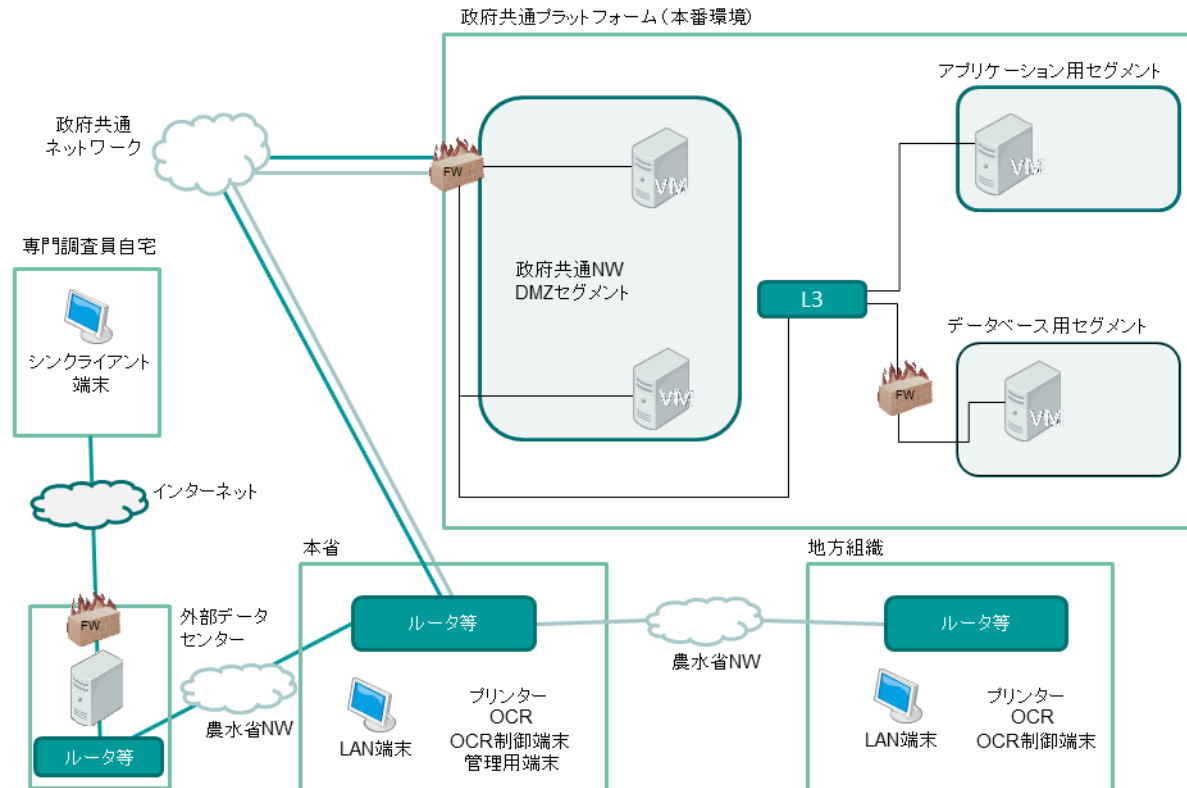 政府共通プラットフォーム（本番環境）
アプリケーション用セグメント
政府共通
ネットワーク
FW
VM
VM
専門調査員自宅
政府共通NW
DMZセグメント
L3
シンクライアント
端末
データベース用セグメント
FW
VM
VM
インターネット
本省
地方組織
FW
外部データ
センター
ルータ等
ルータ等
農水省NW
農水省NW
プリンター
OCR
OCR制御端末
管理用端末
LAN端末
プリンター
OCR
OCR制御端末
LAN端末
ルータ等